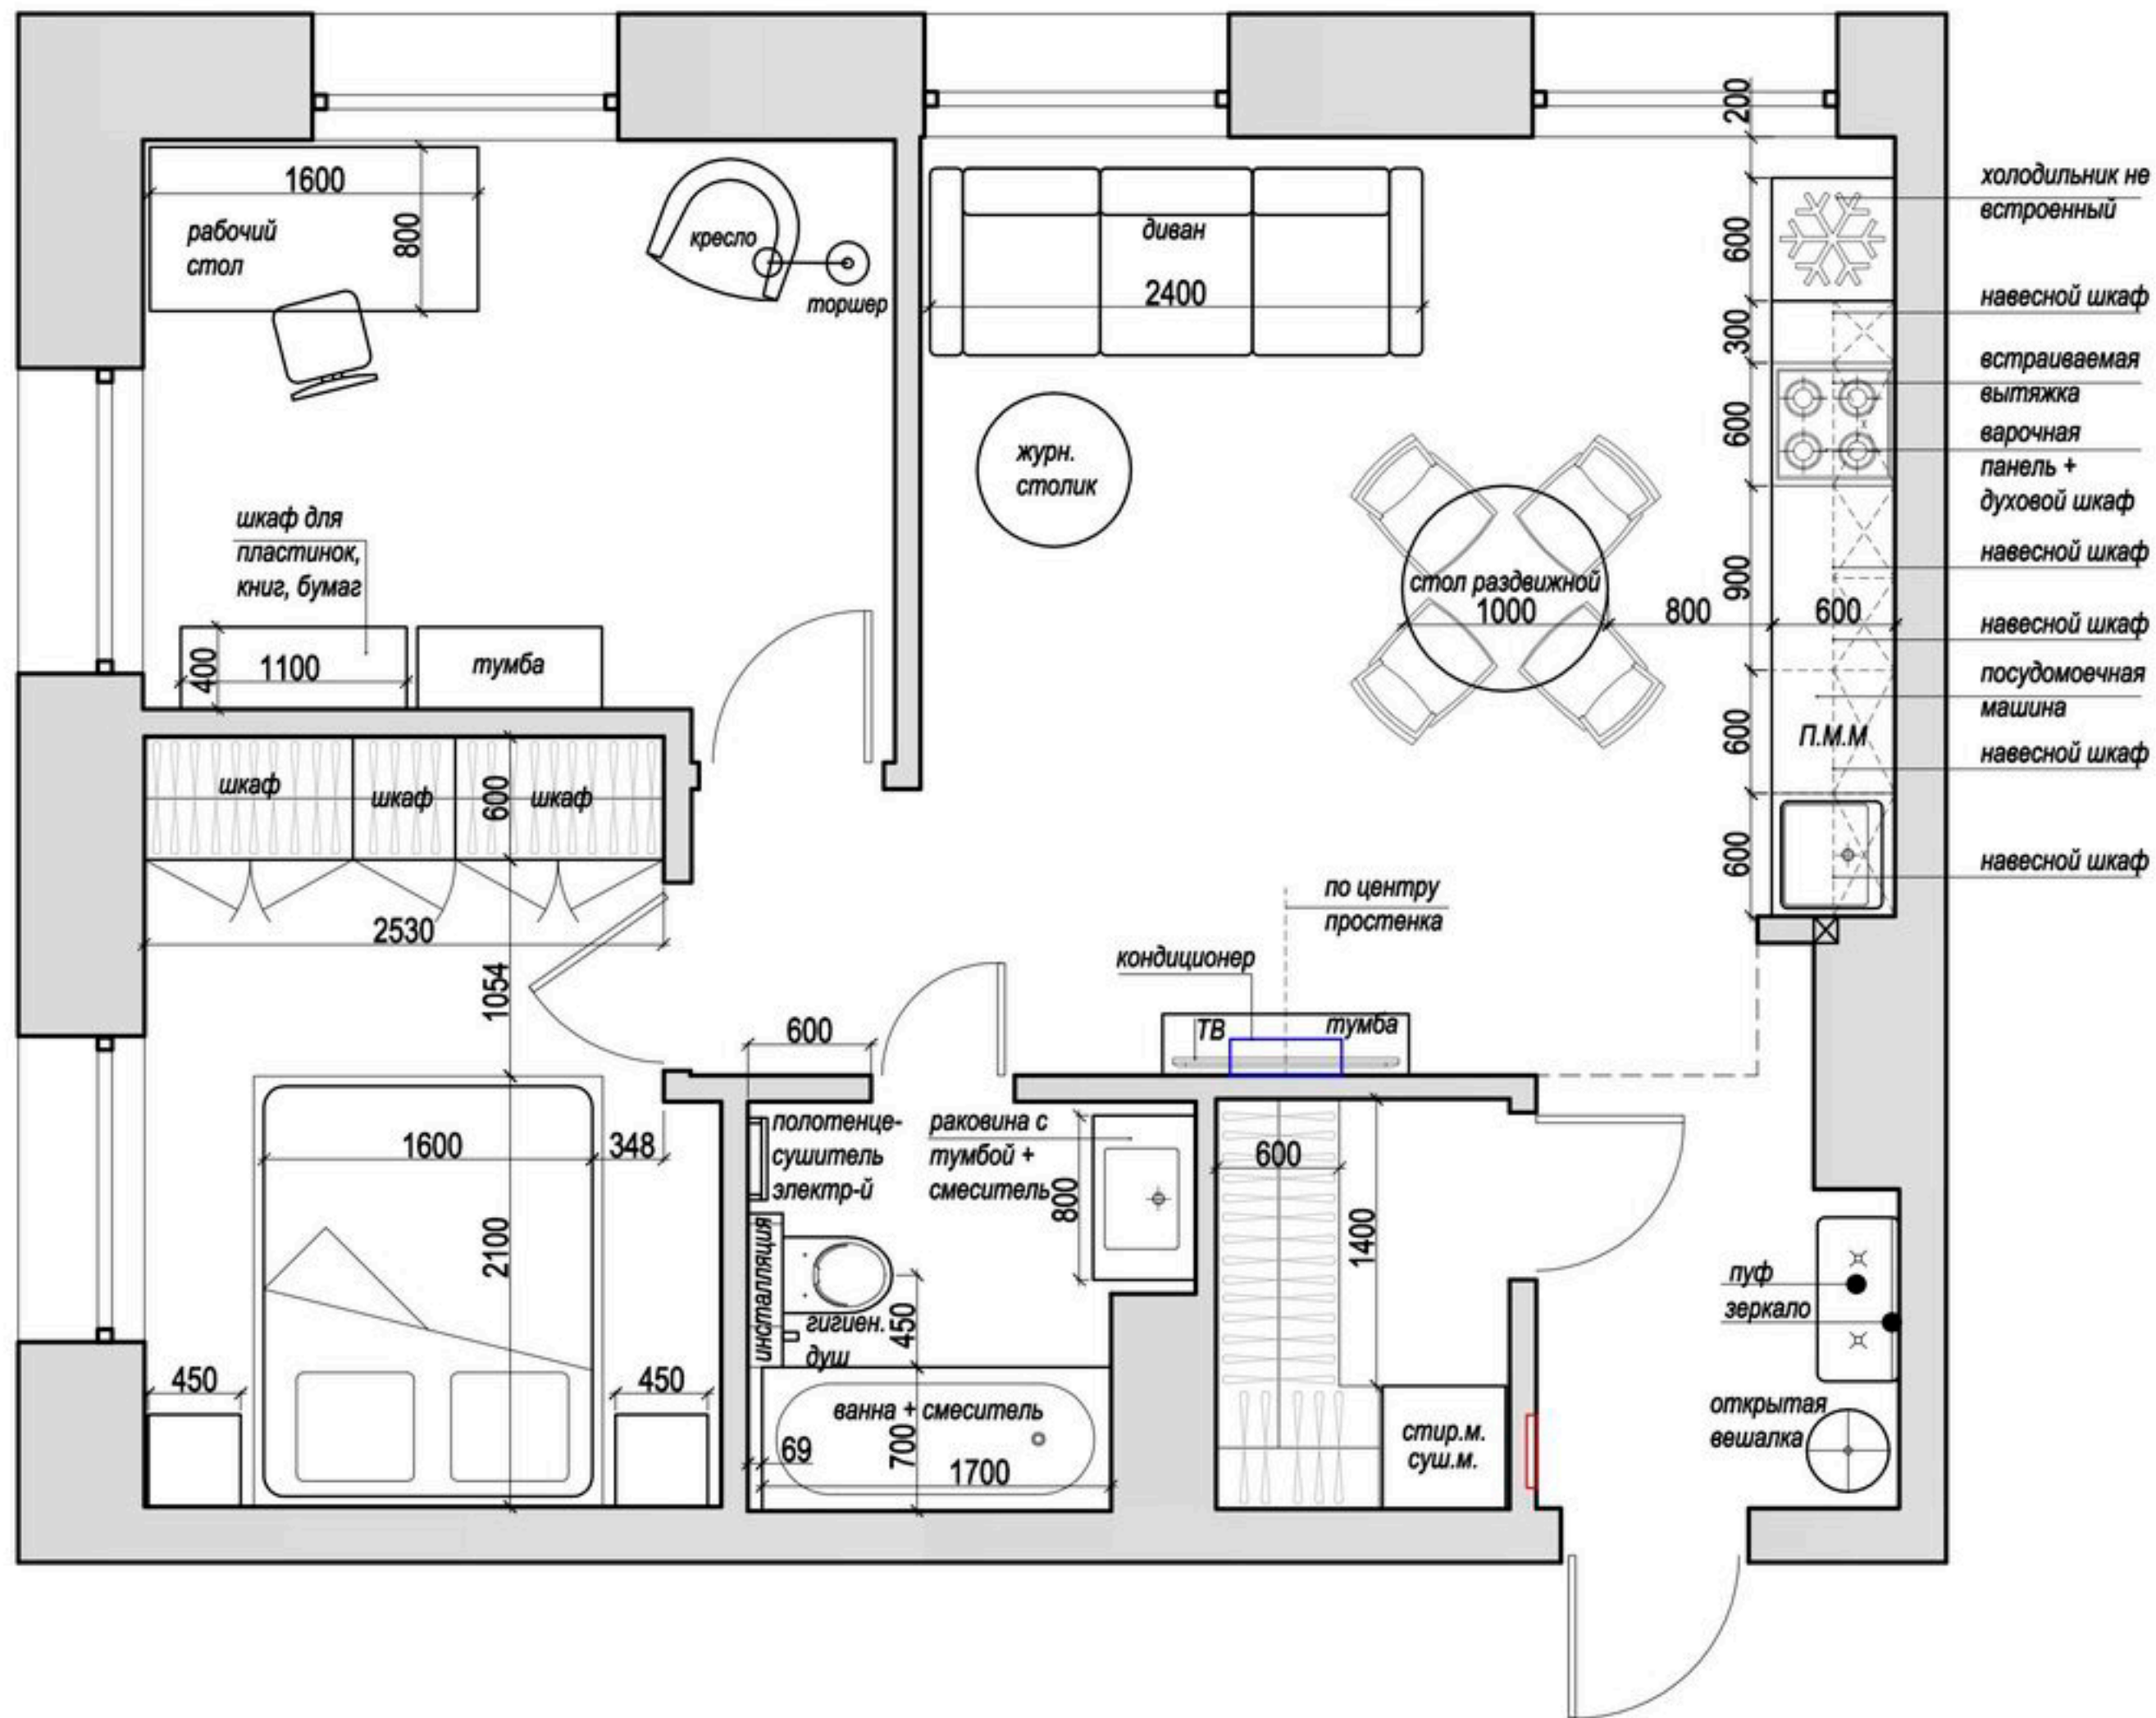 200
1600
800
рабочий
стол
кресло
торшер
диван
2400
холодильник не
встроенный
600
навесной шкаф
300
встраиваемая
вытяжка
варочная
панель +
духовой шкаф
600
журн.
столик
шкаф для
пластинок,
книг, бумаг
навесной шкаф
стол раздвижной
1000
800
600
900
навесной шкаф
400
1100
тумба
посудомоечная
машина
П.М.М
600
навесной шкаф
шкаф
шкаф
шкаф
600
600
навесной шкаф
2530
1054
по центру
простенка
кондиционер
ТВ
тумба
600
1600
348
2100
450
450
полотенце-
сушитель
электр-й
раковина с
тумбой +
смеситель
800
инсталляция
гигиен.
душ
450
ванна + смеситель
69
700
1700
600
1400
стир.м.
суш.м.
пуф
зеркало
открытая
вешалка